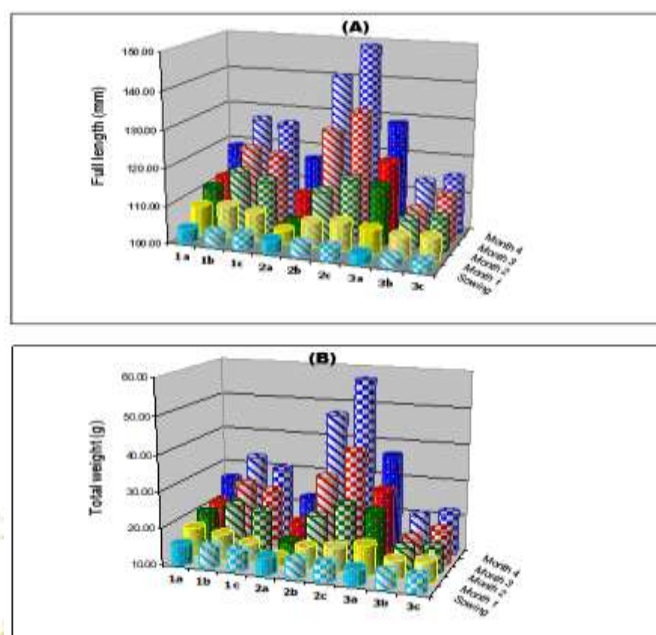 (A)
Full length (mm)
150.00
140.00
130.00
120.00
110.00
100.00
1a 1b 1c 2a 2b 2c 3a 3b 3c
Month 4
Month 3
Month 2
Month 1
Sowing
(B)
Total weight (g)
60.00
50.00
40.00
30.00
20.00
10.00
1a 1b 1c 2a 2b 2c 3a 3b 3c
Month 4
Month 3
Month 2
Month 1
Sowing